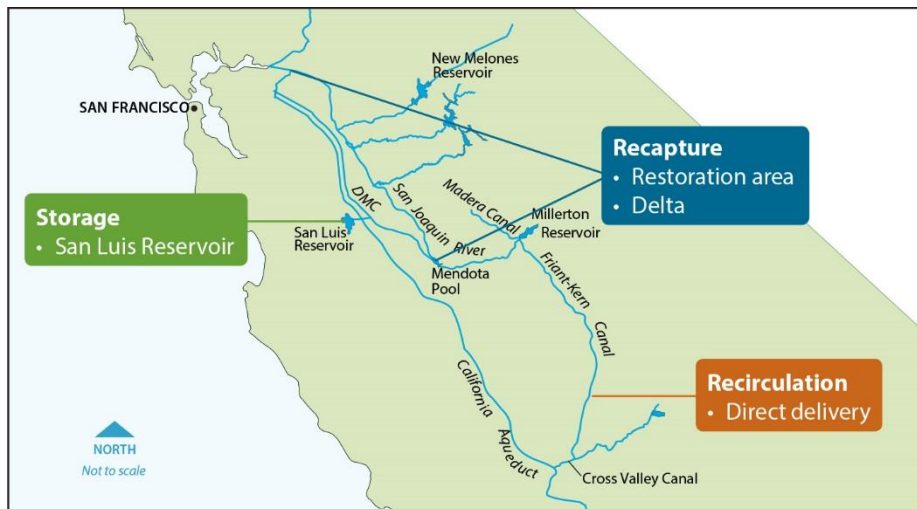 New Melones
Reservoir
SAN FRANCISCO
Recapture
• Restoration area
• Delta
Storage
• San Luis Reservoir
DMC
San Luis
Reservoir
San Joaquin River
Madera Canal
Millerton
Reservoir
Mendota
Pool
Friant-Kern Canal
California Aqueduct
Recirculation
• Direct delivery
Cross Valley Canal
NORTH
Not to scale